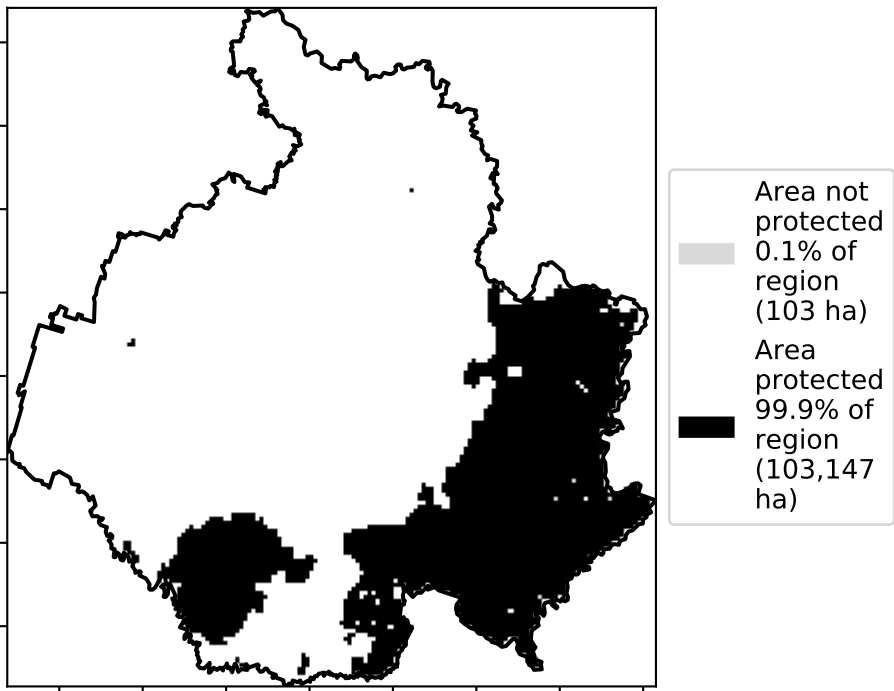 Area not
protected
0.1% of
region
(103 ha)
Area
protected
99.9% of
region
(103,147
ha)